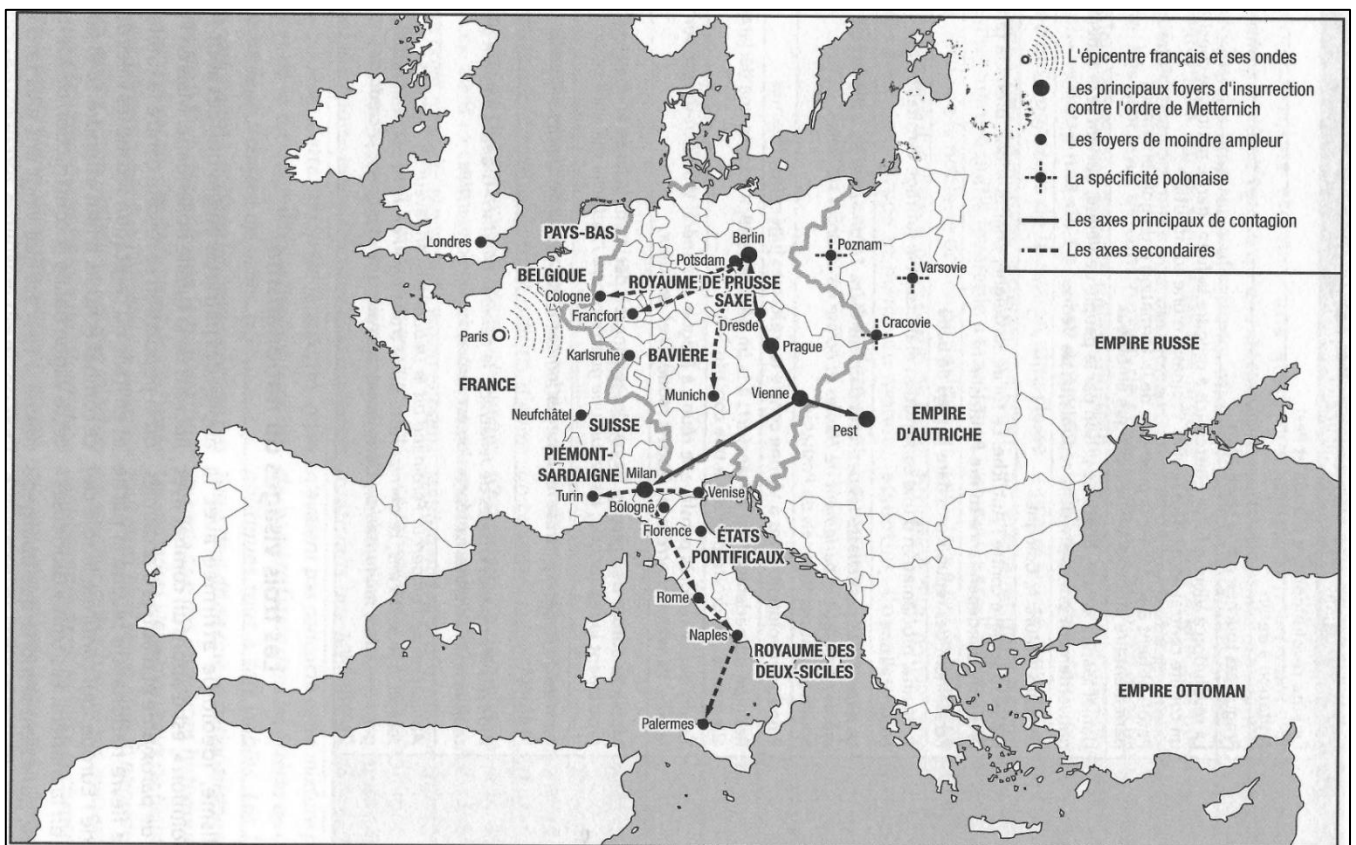 L'épicentre français et ses ondes
Les principaux foyers d'insurrection
contre l'ordre de Metternich
Les foyers de moindre ampleur
La spécificité polonaise
Les axes principaux de contagion
Les axes secondaires
Londres
PAYS-BAS
Berlin
Potsdam
Poznam
Varsovie
BELGIQUE
ROYAUME DE PRUSSE
Cologne
SAXE
Francfort
Dresde
Cracovie
Paris
Karlsruhe
BAVIÈRE
Prague
EMPIRE RUSSE
FRANCE
Munich
Vienne
Neufchâtel
SUISSE
Pest
EMPIRE
D'AUTRICHE
PIÉMONT-
SARDAIGNE
Milan
Turin
Venise
Bologne
Florence
ÉTATS
PONTIFICAUX
Rome
Naples
ROYAUME DES
DEUX-SICILES
EMPIRE OTTOMAN
Palermes